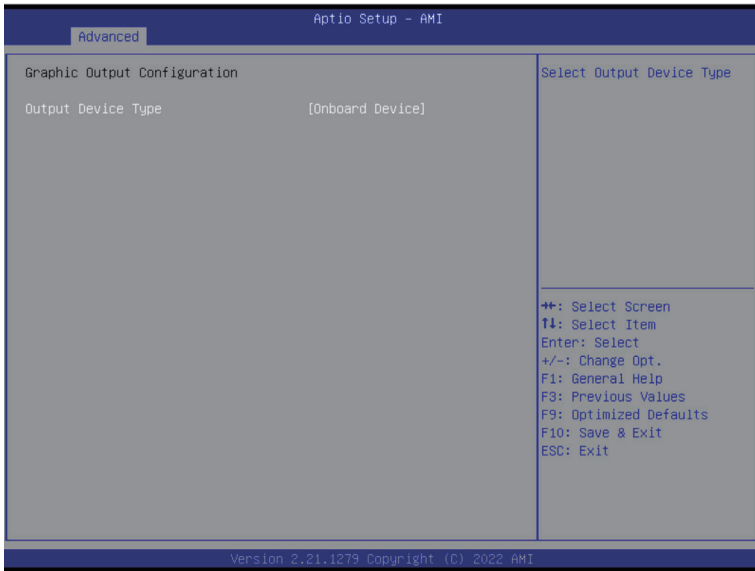 Aptio Setup – AMI
Advanced
Graphic Output Configuration
Output Device Type [Onboard Device]
Select Output Device Type
→←: Select Screen
↑↓: Select Item
Enter: Select
+/-: Change Opt.
F1: General Help
F3: Previous Values
F9: Optimized Defaults
F10: Save & Exit
ESC: Exit
Version 2.21.1279 Copyright (C) 2022 AMI